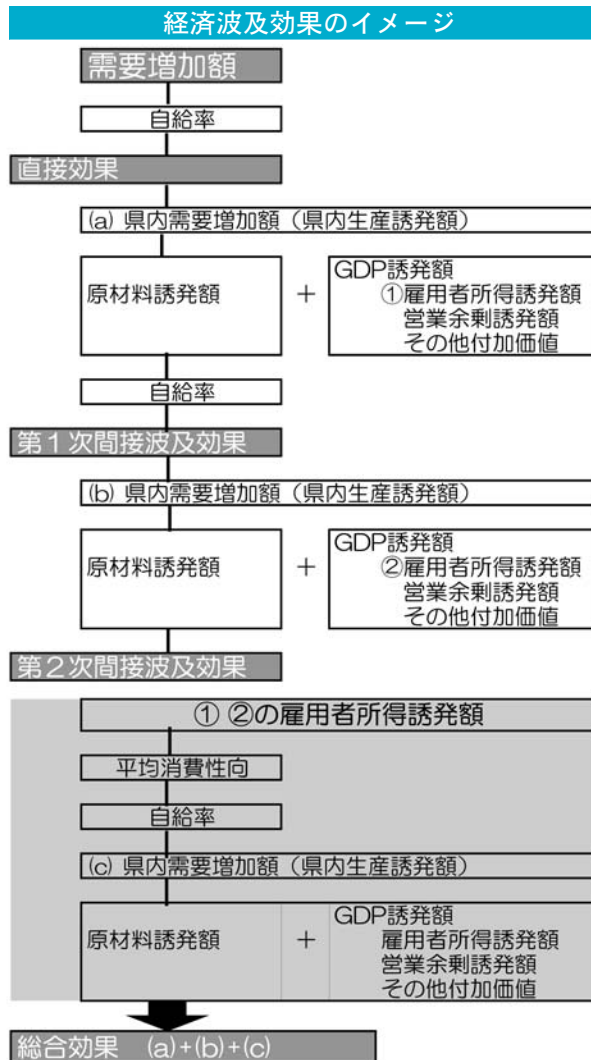 経済波及効果のイメージ
需要増加額
自給率
直接効果
(a) 県内需要増加額（県内生産誘発額）
原材料誘発額
+
GDP誘発額
①雇用者所得誘発額
営業余剰誘発額
その他付加価値
自給率
第1次間接波及効果
(b) 県内需要増加額（県内生産誘発額）
原材料誘発額
+
GDP誘発額
②雇用者所得誘発額
営業余剰誘発額
その他付加価値
第2次間接波及効果
① ②の雇用者所得誘発額
平均消費性向
自給率
(c) 県内需要増加額（県内生産誘発額）
原材料誘発額
+
GDP誘発額
雇用者所得誘発額
営業余剰誘発額
その他付加価値
総合効果 (a)+(b)+(c)